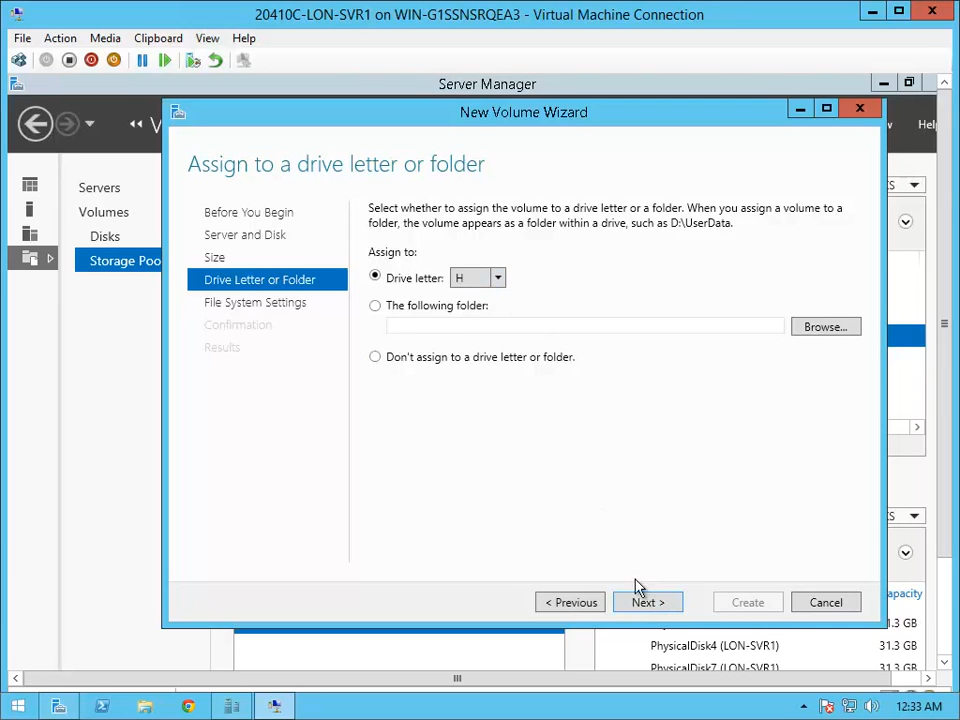 20410C-LON-SVR1 on WIN-G1SSNSRQEA3 - Virtual Machine Connection
File Action Media Clipboard View Help
Server Manager
New Volume Wizard
Assign to a drive letter or folder
Servers
Volumes
Disks
Storage Poo
Before You Begin
Server and Disk
Size
Drive Letter or Folder
File System Settings
Confirmation
Results
Select whether to assign the volume to a drive letter or a folder. When you assign a volume to a
folder, the volume appears as a folder within a drive, such as D:\UserData.
Assign to:
Drive letter: H
The following folder:
Browse...
Don't assign to a drive letter or folder.
< Previous Next > Create Cancel
PhysicalDisk4 (LON-SVR1) 31.3 GB
PhysicalDisk7 (LON-SVR1) 31.3 GB
12:33 AM